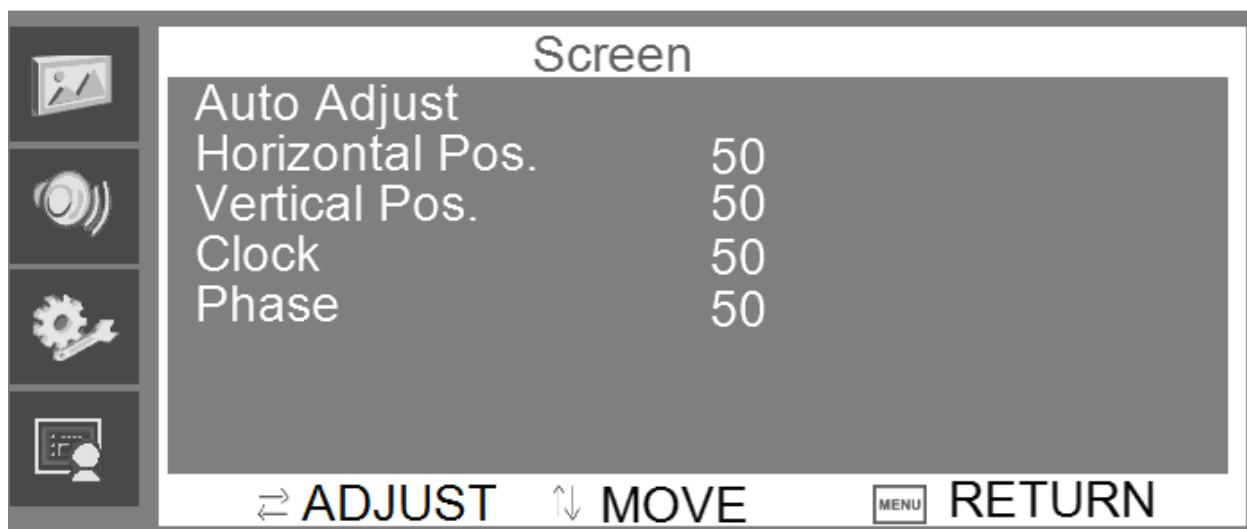 Screen
Auto Adjust
Horizontal Pos. 50
Vertical Pos. 50
Clock 50
Phase 50
ADJUST MOVE MENU RETURN